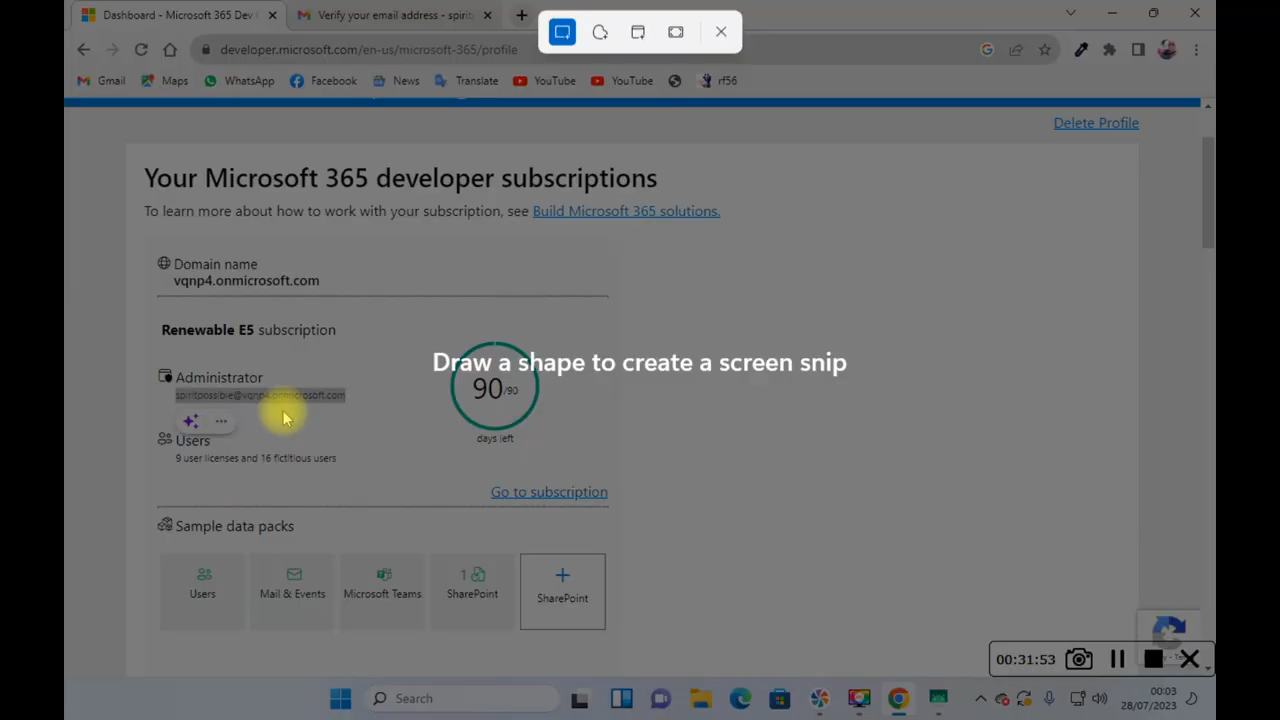 Dashboard - Microsoft 365 Dev
Verify your email address - spirit
developer.microsoft.com/en-us/microsoft-365/profile
Gmail
Maps
WhatsApp
Facebook
News
Translate
YouTube
YouTube
rf56
Delete Profile
Your Microsoft 365 developer subscriptions
To learn more about how to work with your subscription, see Build Microsoft 365 solutions.
Domain name
vqnp4.onmicrosoft.com
Renewable E5 subscription
Draw a shape to create a screen snip
Administrator
spiritpossible@vqnp4.onmicrosoft.com
90/90
days left
Users
9 user licenses and 16 fictitious users
Go to subscription
Sample data packs
Users
Mail & Events
Microsoft Teams
1
SharePoint
SharePoint
00:31:53
Search
00:03
28/07/2023